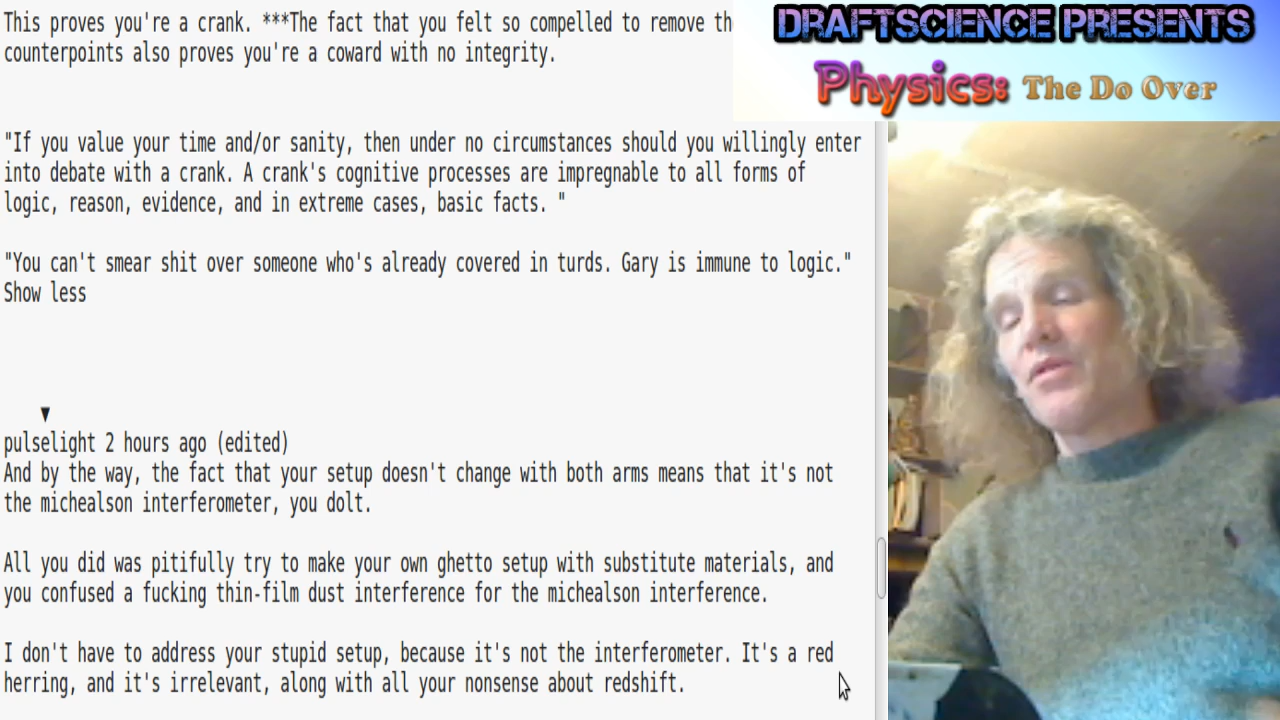 DRAFTSCIENCE PRESENTS
Physics: The Do Over
This proves you're a crank. ***The fact that you felt so compelled to remove
counterpoints also proves you're a coward with no integrity.
"If you value your time and/or sanity, then under no circumstances should you willingly enter
into debate with a crank. A crank's cognitive processes are impregnable to all forms of
logic, reason, evidence, and in extreme cases, basic facts. "
"You can't smear shit over someone who's already covered in turds. Gary is immune to logic."
Show less
pulselight 2 hours ago (edited)
And by the way, the fact that your setup doesn't change with both arms means that it's not
the michealson interferometer, you dolt.
All you did was pitifully try to make your own ghetto setup with substitute materials, and
you confused a fucking thin-film dust interference for the michealson interference.
I don't have to address your stupid setup, because it's not the interferometer. It's a red
herring, and it's irrelevant, along with all your nonsense about redshift.